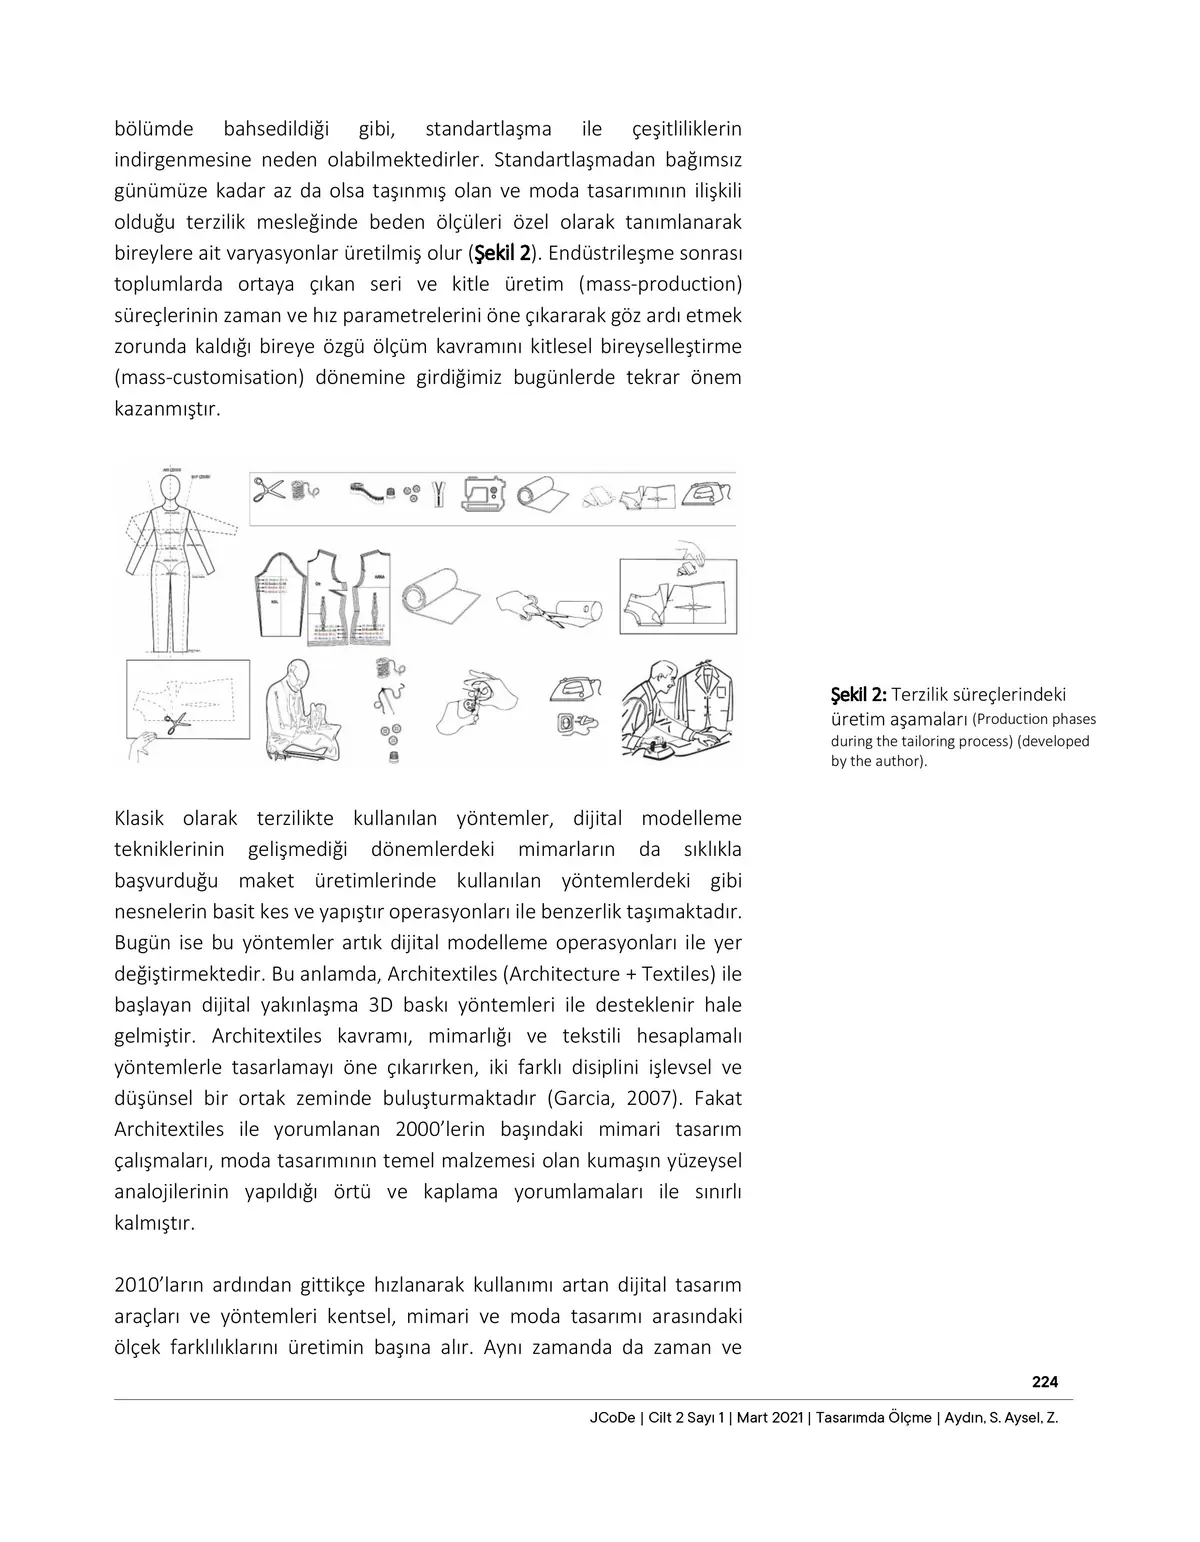 bölümde bahsedildiği gibi, standartlaşma ile çeşitliliklerin
indirgenmesine neden olabilmektedirler. Standartlaşmadan bağımsız
günümüze kadar az da olsa taşınmış olan ve moda tasarımının ilişkili
olduğu terzilik mesleğinde beden ölçüleri özel olarak tanımlanarak
bireylere ait varyasyonlar üretilmiş olur (Şekil 2). Endüstrileşme sonrası
toplumlarda ortaya çıkan seri ve kitle üretim (mass-production)
süreçlerinin zaman ve hız parametrelerini öne çıkararak göz ardı etmek
zorunda kaldığı bireye özgü ölçüm kavramını kitlesel bireyselleştirme
(mass-customisation) dönemine girdiğimiz bugünlerde tekrar önem
kazanmıştır.
KOL
ÖN
ARKA
Şekil 2: Terzilik süreçlerindeki
üretim aşamaları (Production phases
during the tailoring process) (developed
by the author).
Klasik olarak terzilikte kullanılan yöntemler, dijital modelleme
tekniklerinin gelişmediği dönemlerdeki mimarların da sıklıkla
başvurduğu maket üretimlerinde kullanılan yöntemlerdeki gibi
nesnelerin basit kes ve yapıştır operasyonları ile benzerlik taşımaktadır.
Bugün ise bu yöntemler artık dijital modelleme operasyonları ile yer
değiştirmektedir. Bu anlamda, Architextiles (Architecture + Textiles) ile
başlayan dijital yakınlaşma 3D baskı yöntemleri ile desteklenir hale
gelmiştir. Architextiles kavramı, mimarlığı ve tekstili hesaplamalı
yöntemlerle tasarlamayı öne çıkarırken, iki farklı disiplini işlevsel ve
düşünsel bir ortak zeminde buluşturmaktadır (Garcia, 2007). Fakat
Architextiles ile yorumlanan 2000’lerin başındaki mimari tasarım
çalışmaları, moda tasarımının temel malzemesi olan kumaşın yüzeysel
analojilerinin yapıldığı örtü ve kaplama yorumlamaları ile sınırlı
kalmıştır.
2010’ların ardından gittikçe hızlanarak kullanımı artan dijital tasarım
araçları ve yöntemleri kentsel, mimari ve moda tasarımı arasındaki
ölçek farklılıklarını üretimin başına alır. Aynı zamanda da zaman ve
224
JCoDe | Cilt 2 Sayı 1 | Mart 2021 | Tasarımda Ölçme | Aydın, S. Aysel, Z.